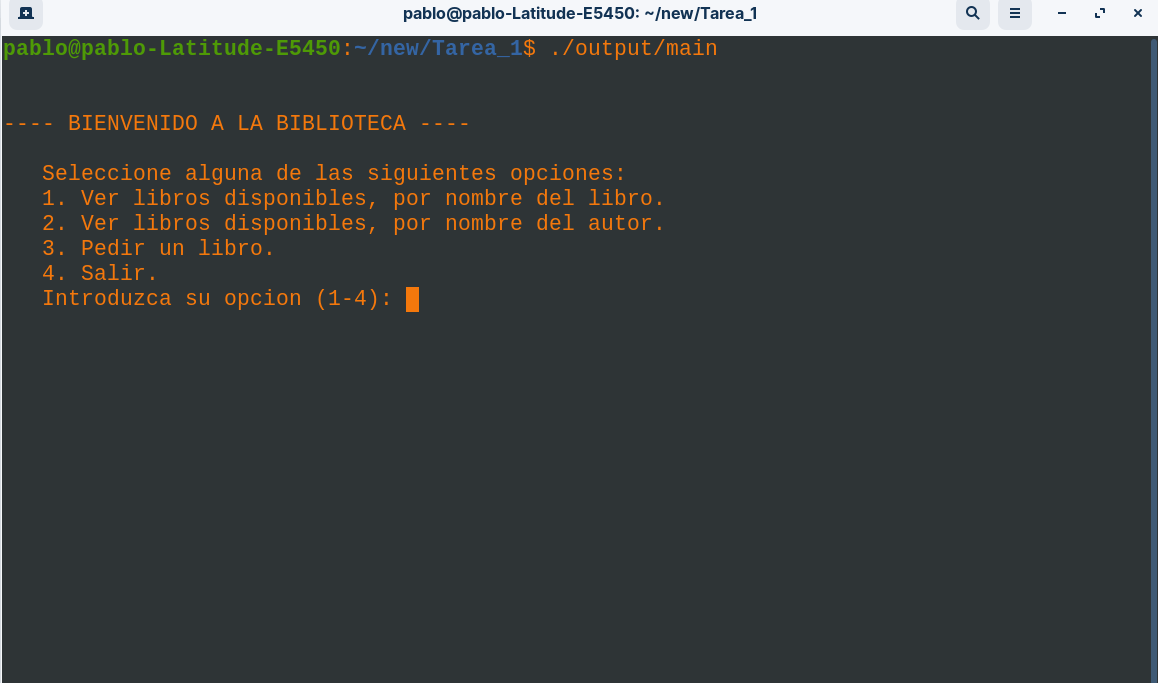 pablo@pablo-Latitude-E5450: ~/new/Tarea_1
pablo@pablo-Latitude-E5450:~/new/Tarea_1$ ./output/main
---- BIENVENIDO A LA BIBLIOTECA ----
Seleccione alguna de las siguientes opciones:
1. Ver libros disponibles, por nombre del libro.
2. Ver libros disponibles, por nombre del autor.
3. Pedir un libro.
4. Salir.
Introduzca su opcion (1-4):